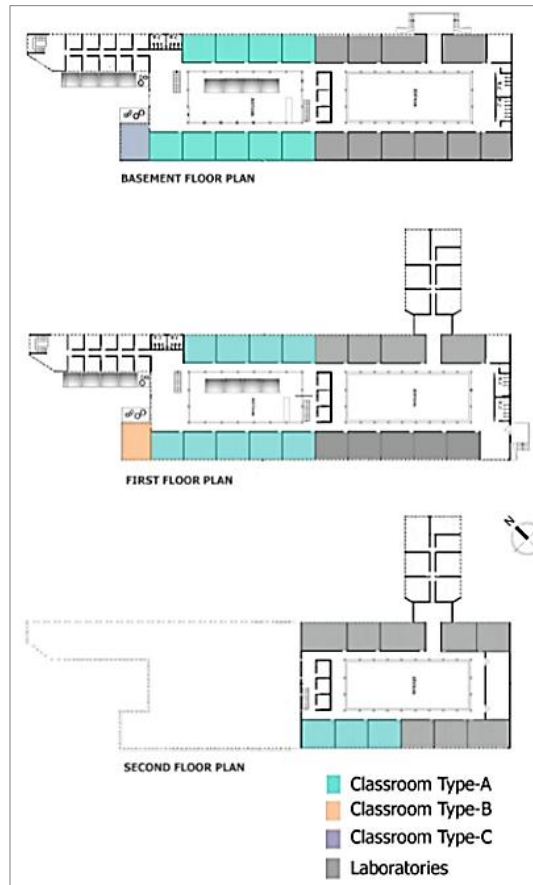 BASEMENT FLOOR PLAN
FIRST FLOOR PLAN
N
SECOND FLOOR PLAN
Classroom Type-A
Classroom Type-B
Classroom Type-C
Laboratories